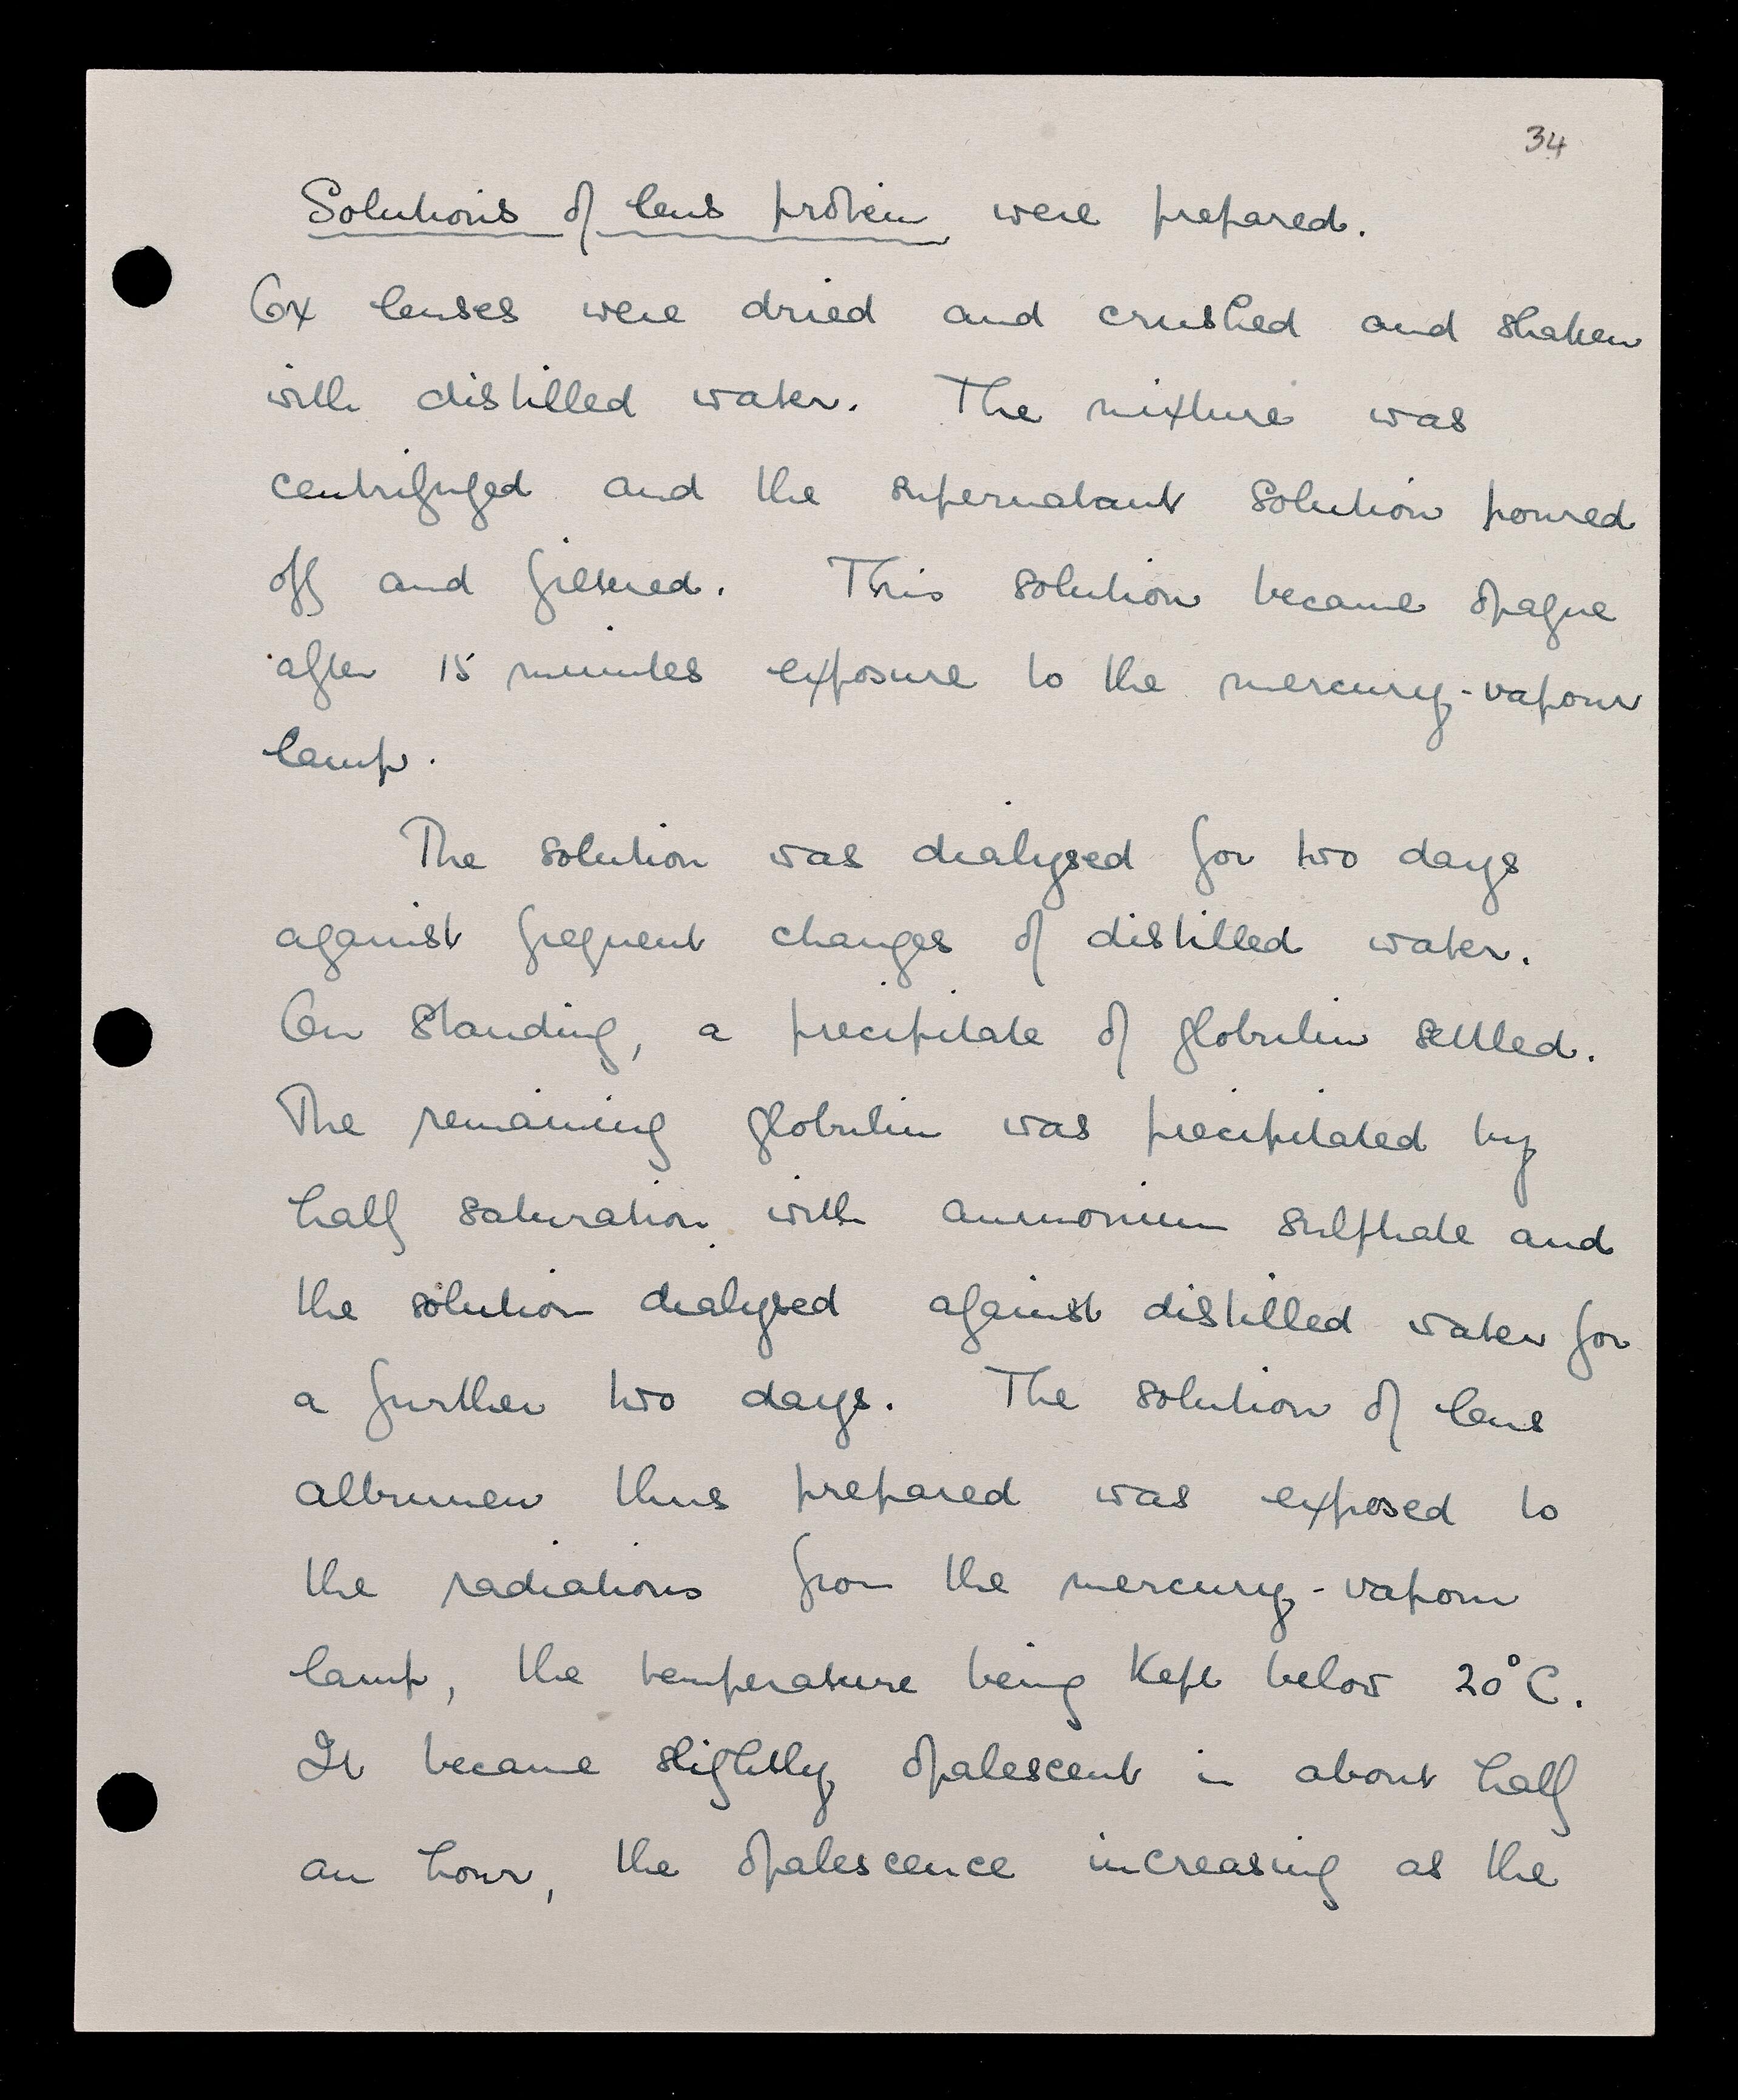 34
Solutions of lens protein were prepared.
Ox lenses were dried and crushed and shaken
with distilled water. The mixture was
centrifuged and the supernatant solution poured
off and filtered. This solution became opaque
after 15 minutes exposure to the mercury-vapour
lamp.
The solution was dialysed for two days
against frequent changes of distilled water.
On standing, a precipitate of globulin settled.
The remaining globulin was precipitated by
half saturation with ammonium sulphate and
the solution dialysed against distilled water for
a further two days. The solution of lens
albumen thus prepared was exposed to
the radiations from the mercury-vapour
lamp, the temperature being kept below 20°C.
It became slightly opalescent in about half
an hour, the opalescence increasing as the